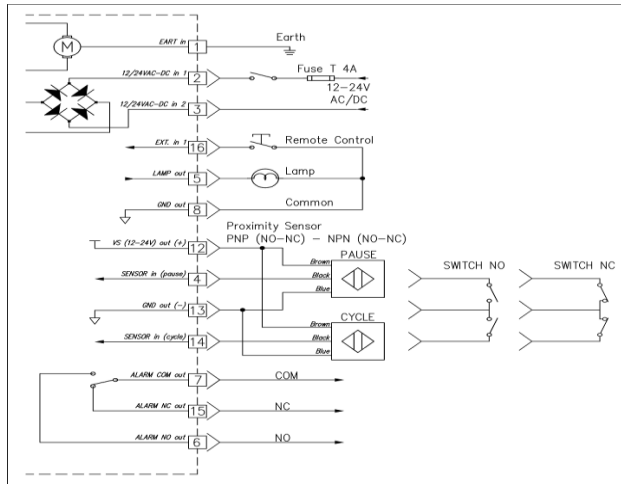 M
EART in 1 Earth
12/24VAC-DC in 1 2 Fuse T 4A
12-24V
AC/DC
12/24VAC-DC in 2 3
EXT. in 1 16 Remote Control
LAMP out 5 Lamp
GND out 8 Common
Proximity Sensor
PNP (NO-NC) - NPN (NO-NC)
VS (12-24V) out (+) 12
PAUSE
SWITCH NO SWITCH NC
Brown
SENSOR in (pause) 4 Black
Blue
GND out (-) 13
CYCLE
Brown
SENSOR in (cycle) 14 Black
Blue
ALARM COM out 7 COM
ALARM NC out 15 NC
ALARM NO out 6 NO